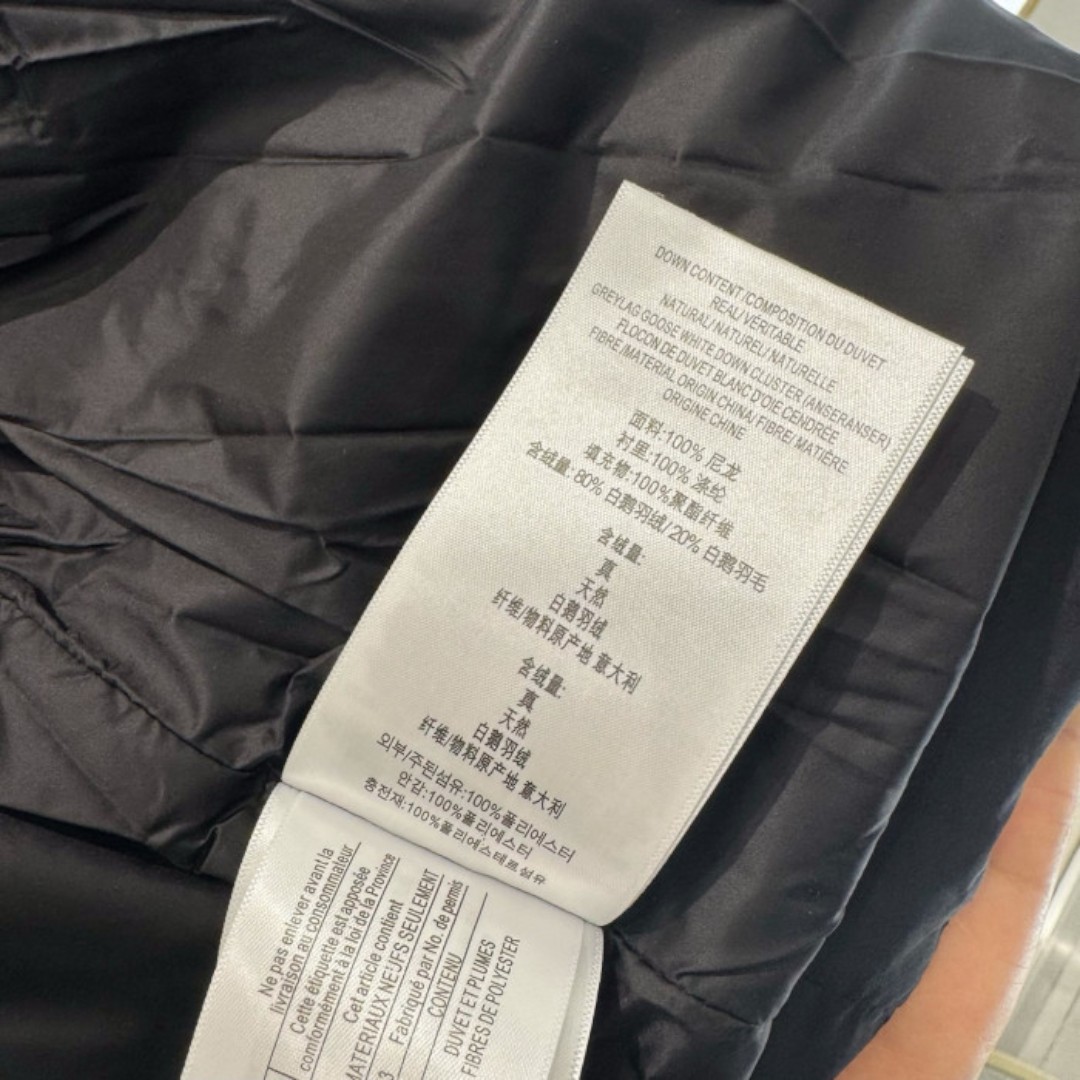 DOWN CONTENT /COMPOSITION DU DUVET
REAL/ VÉRITABLE
NATURAL/ NATUREL/ NATURELLE
GREYLAG GOOSE WHITE DOWN CLUSTER (ANSERANSER)
FLOCON DE DUVET BLANC D'OIE CENDRÉE
FIBRE /MATERIAL ORIGIN CHINA/ FIBRE/ MATIÈRE
ORIGINE CHINE
面料:100% 尼龙
衬里:100% 涤纶
填充物:100%聚酯纤维
含绒量: 80% 白鹅羽绒/20% 白鹅羽毛
含绒量:
真
天然
白鹅羽绒
纤维/物料原产地 意大利
含绒量:
真
天然
白鹅羽绒
纤维/物料原产地 意大利
외부/주된섬유:100%폴리에스터
안감:100%폴리에스터
충전재:100%폴리에스테르섬유
Ne pas enlever avant la
livraison au consommateur
Cette étiquette est apposée
conformément à la loi de la Province
Cet article contient
MATERIAUX NEUFS SEULEMENT
Fabriqué par No. de permis
3
CONTENU
DUVET ET PLUMES
FIBRES DE POLYESTER